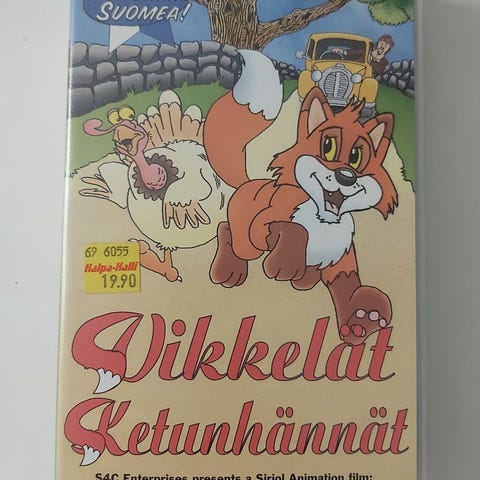 SUOMEA!
69 6055
Halpa-Halli
19.90
Vikkelät
Ketunhännät
S4C Enterprises presents a Siriol Animation film: